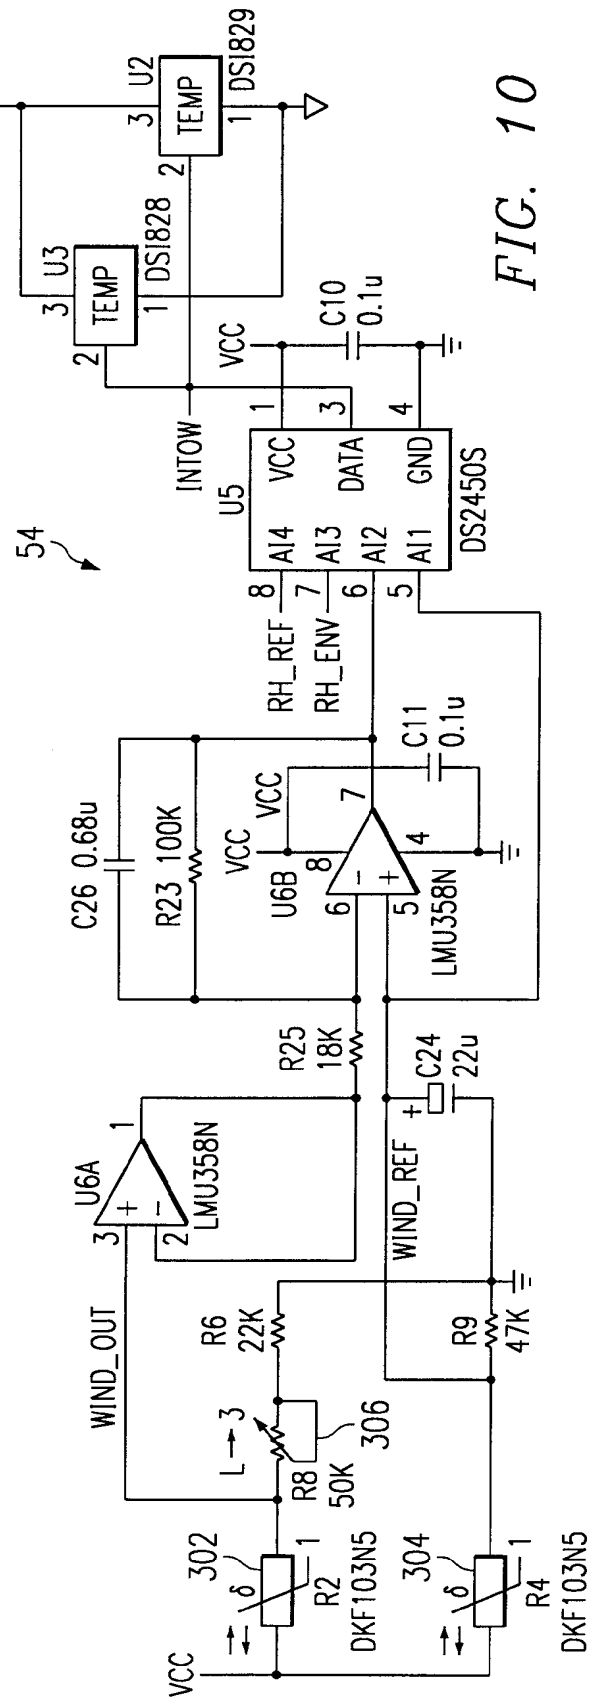 54
VCC
302
δ
1
R2
DKF103N5
304
δ
1
R4
DKF103N5
WIND_OUT
L → 3
R8
50K
306
R6
22K
R9
47K
3
+
−
2
U6A
1
LMU358N
WIND_REF
+
C24
22u
R25
18K
C26 0.68u
R23 100K
VCC
VCC
U6B
8
6
−
+
5
7
4
LMU358N
C11
0.1u
RH_REF
RH_ENV
8
7
6
5
U5
AI4
AI3
AI2
AI1
VCC
DATA
GND
1
3
4
DS2450S
INTOW
VCC
C10
0.1u
U3
3
TEMP
2
1
DSI828
U2
3
TEMP
2
1
DSI829
FIG. 10